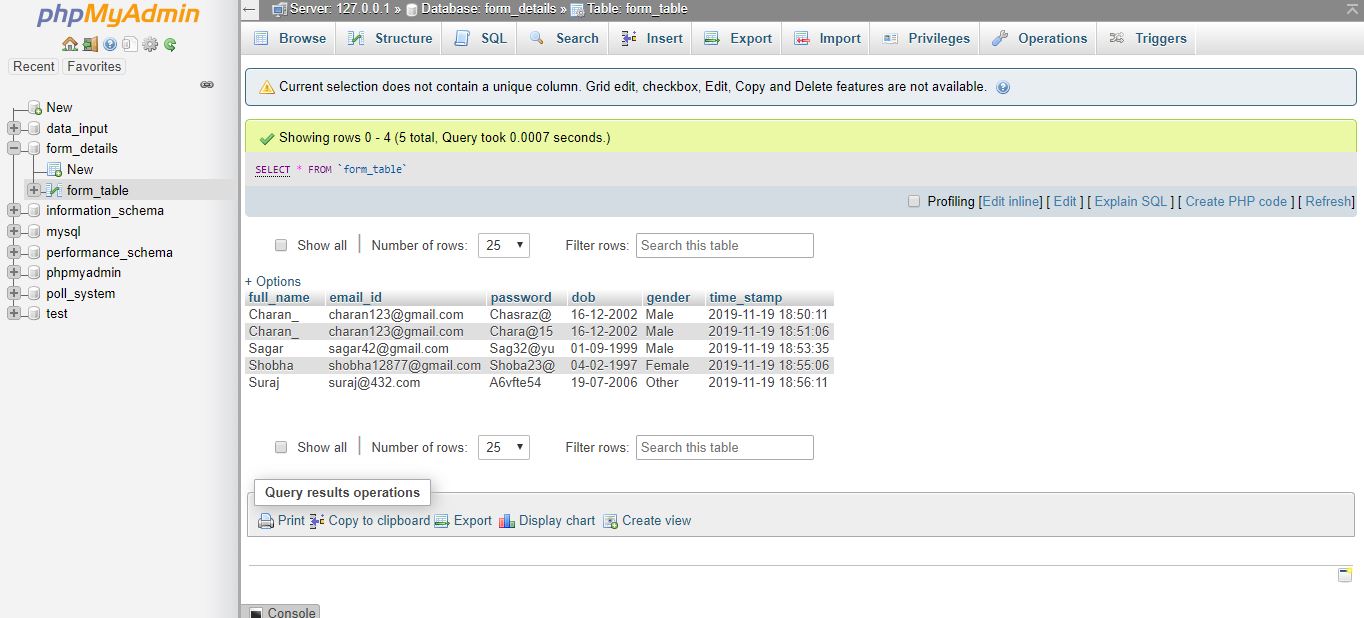 phpMyAdmin
Recent Favorites
New
data_input
form_details
New
form_table
information_schema
mysql
performance_schema
phpmyadmin
poll_system
test
Server: 127.0.0.1 » Database: form_details » Table: form_table
Browse Structure SQL Search Insert Export Import Privileges Operations Triggers
Current selection does not contain a unique column. Grid edit, checkbox, Edit, Copy and Delete features are not available.
Showing rows 0 - 4 (5 total, Query took 0.0007 seconds.)
SELECT * FROM `form_table`
Profiling [Edit inline] [ Edit ] [ Explain SQL ] [ Create PHP code ] [ Refresh]
Show all | Number of rows: 25 Filter rows: Search this table
+ Options
full_name email_id password dob gender time_stamp
Charan_ charan123@gmail.com Chasraz@ 16-12-2002 Male 2019-11-19 18:50:11
Charan_ charan123@gmail.com Chara@15 16-12-2002 Male 2019-11-19 18:51:06
Sagar sagar42@gmail.com Sag32@yu 01-09-1999 Male 2019-11-19 18:53:35
Shobha shobha12877@gmail.com Shoba23@ 04-02-1997 Female 2019-11-19 18:55:06
Suraj suraj@432.com A6vfte54 19-07-2006 Other 2019-11-19 18:56:11
Show all | Number of rows: 25 Filter rows: Search this table
Query results operations
Print Copy to clipboard Export Display chart Create view
Console